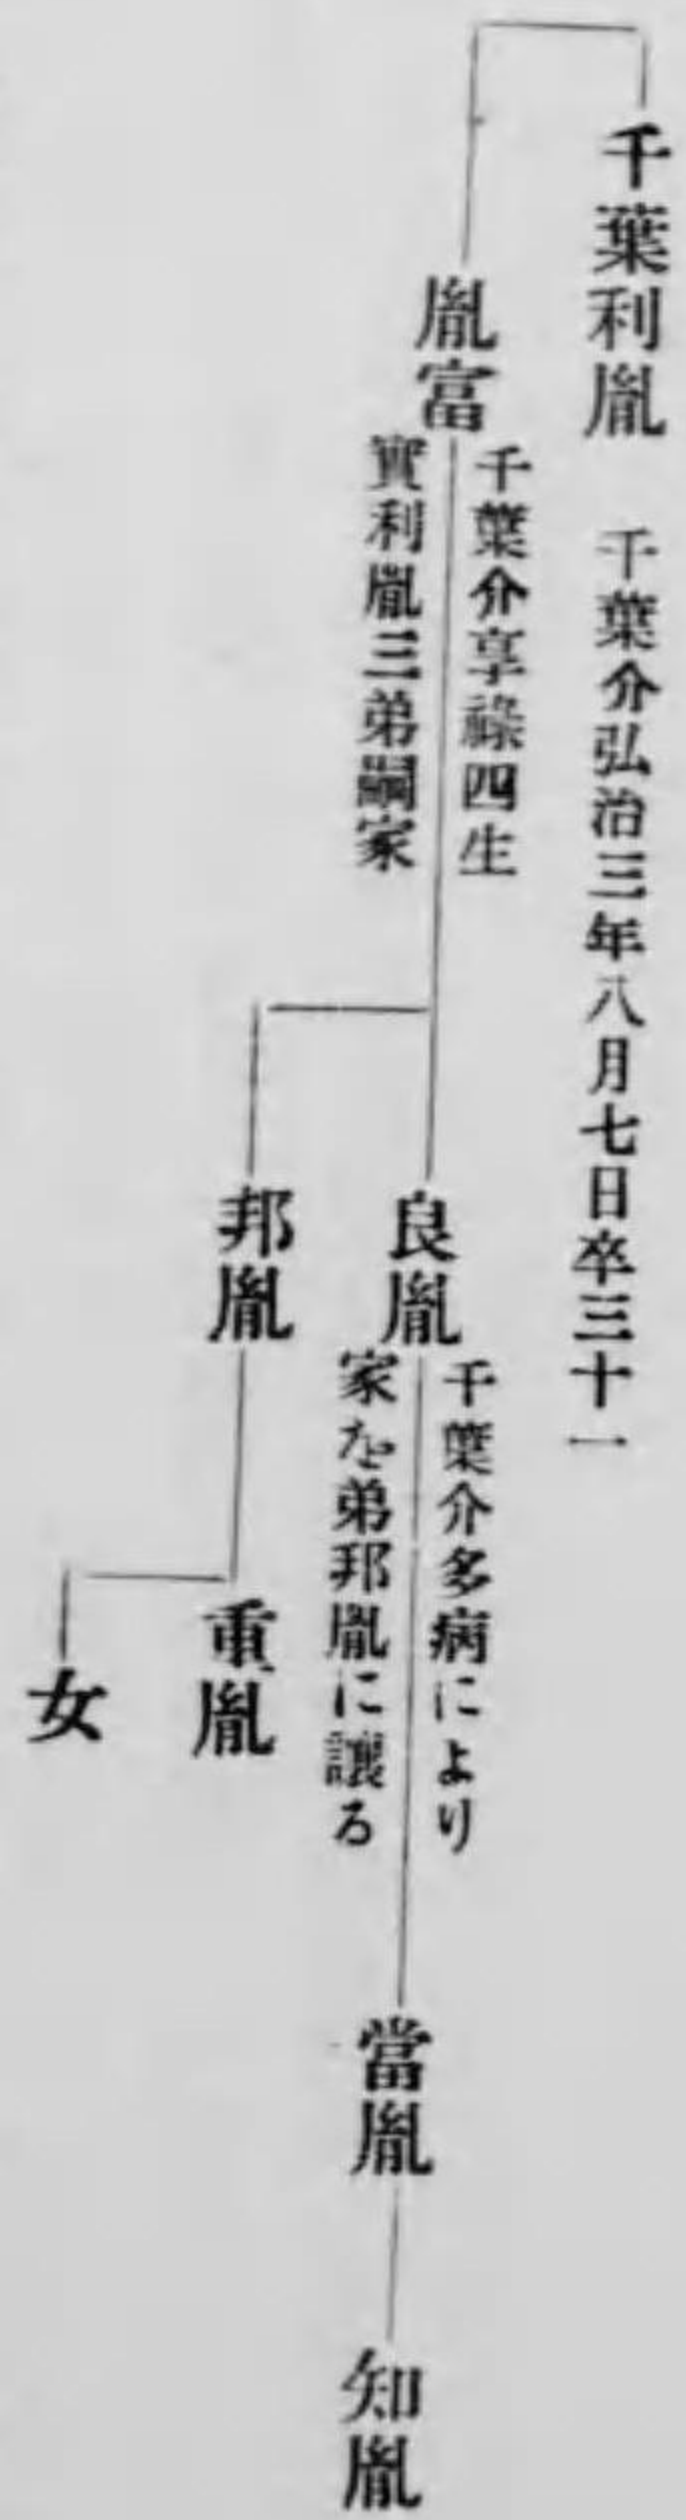 千葉利胤
千葉介弘治三年八月七日卒三十一
胤富
千葉介享祿四生
實利胤三弟嗣家
良胤
千葉介多病により
家を弟邦胤に讓る
當胤
知胤
邦胤
重胤
女